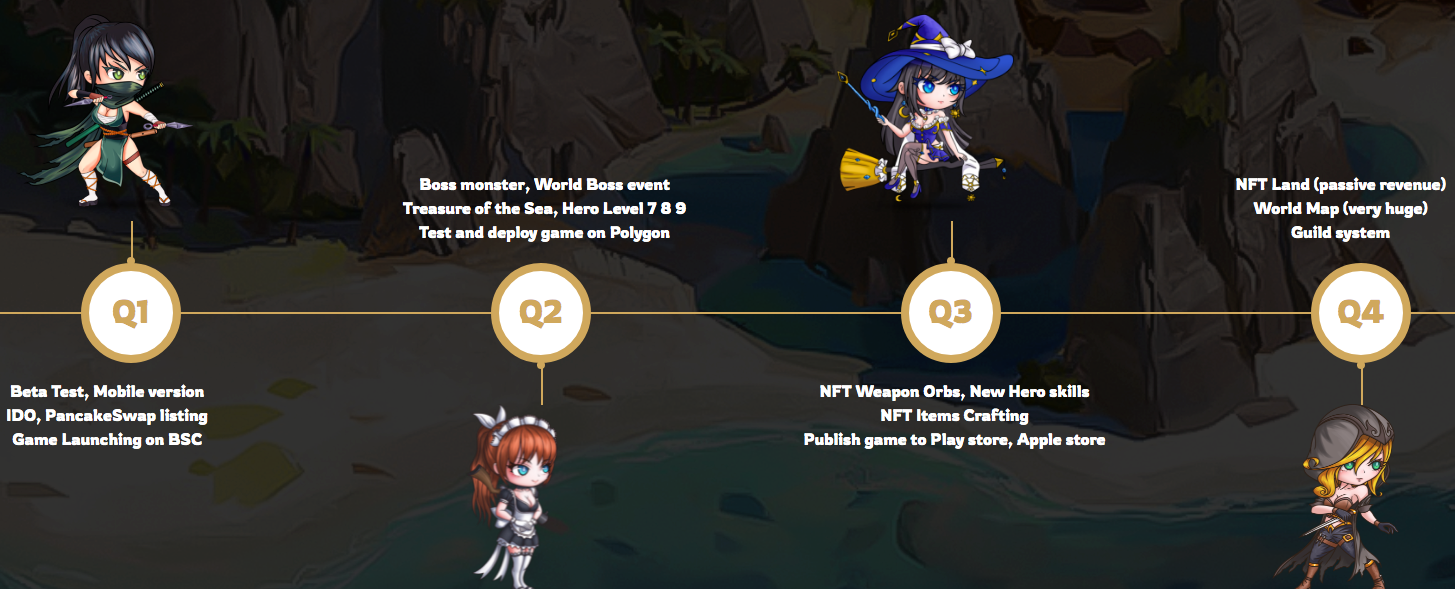 Q1
Beta Test, Mobile version
IDO, PancakeSwap listing
Game Launching on BSC
Boss monster, World Boss event
Treasure of the Sea, Hero Level 7 8 9
Test and deploy game on Polygon
Q2
Q3
NFT Weapon Orbs, New Hero skills
NFT Items Crafting
Publish game to Play store, Apple store
NFT Land (passive revenue)
World Map (very huge)
Guild system
Q4